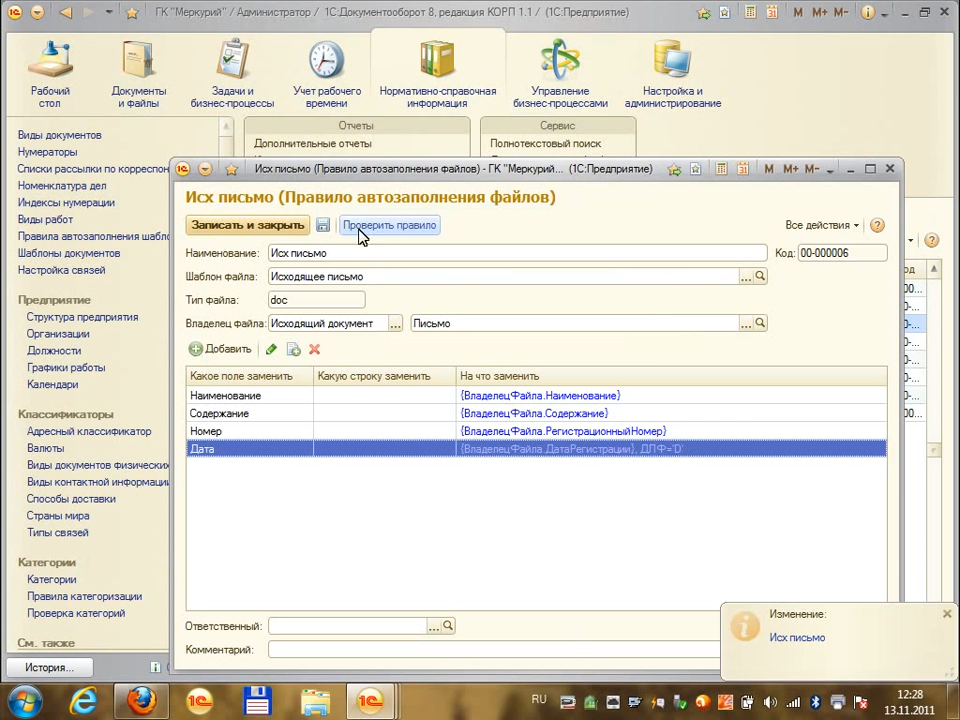 ГК "Меркурий" / Администратор / 1С:Документооборот 8, редакция КОРП 1.1 / (1С:Предприятие)
M M+ M-
Рабочий стол
Документы и файлы
Задачи и бизнес-процессы
Учет рабочего времени
Нормативно-справочная информация
Управление бизнес-процессами
Настройка и администрирование
Виды документов
Нумераторы
Списки рассылки по корреспон
Номенклатура дел
Индексы нумерации
Виды работ
Правила автозаполнения шабло
Шаблоны документов
Настройка связей
Предприятие
Структура предприятия
Организации
Должности
Графики работы
Календари
Классификаторы
Адресный классификатор
Валюты
Виды документов физических
Виды контактной информации
Способы доставки
Страны мира
Типы связей
Категории
Категории
Правила категоризации
Проверка категорий
См. также
История...
Отчеты
Дополнительные отчеты
Сервис
Полнотекстовый поиск
Исх письмо (Правило автозаполнения файлов) - ГК "Меркурий"... (1С:Предприятие)
M M+ M-
Исх письмо (Правило автозаполнения файлов)
Записать и закрыть
Проверить правило
Все действия
Наименование: Исх письмо
Код: 00-000006
Шаблон файла: Исходящее письмо
Тип файла: doc
Владелец файла: Исходящий документ ... Письмо
Добавить
Какое поле заменить Какую строку заменить На что заменить
Наименование {ВладелецФайла.Наименование}
Содержание {ВладелецФайла.Содержание}
Номер {ВладелецФайла.РегистрационныйНомер}
Дата {ВладелецФайла.ДатаРегистрации}, ДЛФ='D'
Ответственный:
Комментарий:
Изменение:
Исх письмо
RU
12:28
13.11.2011